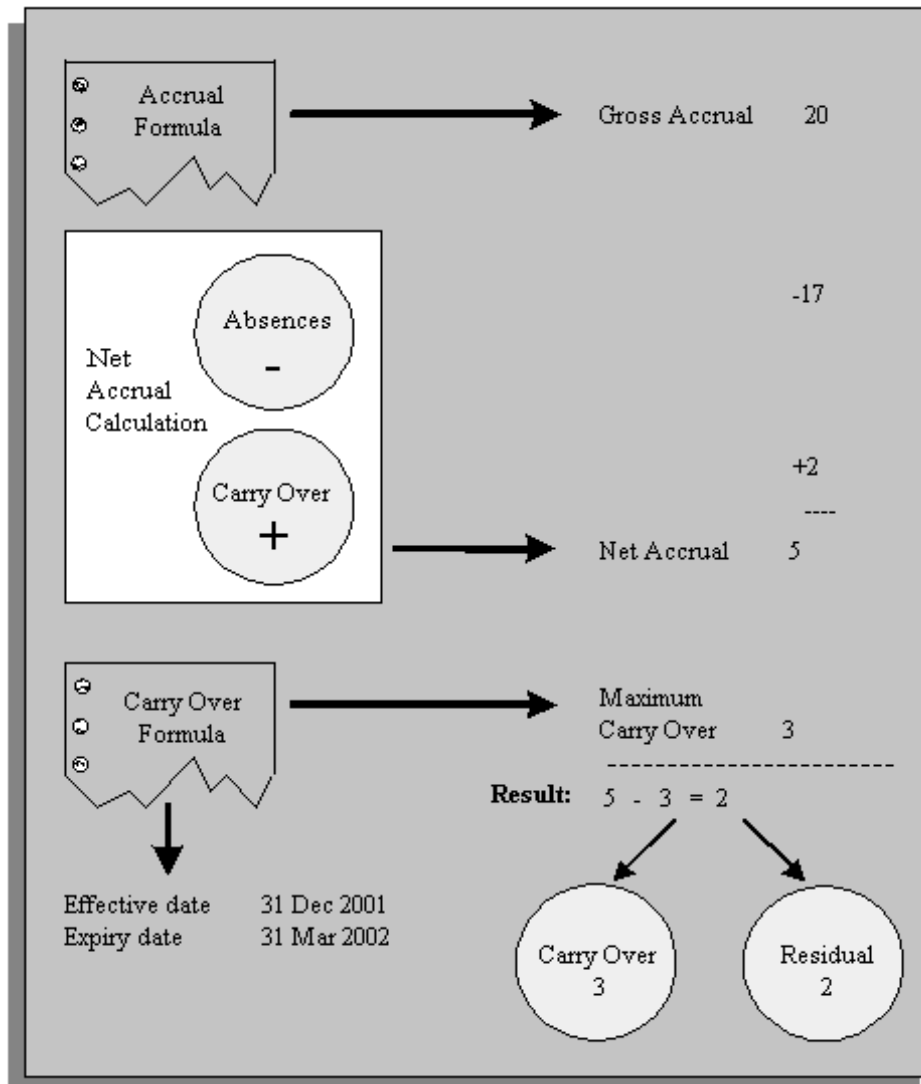 Accrual
Formula
Gross Accrual 20
Absences
-
-17
Net
Accrual
Calculation
Carry Over
+
+2
----
Net Accrual 5
Carry Over
Formula
Maximum
Carry Over 3
------------------------
Result: 5 - 3 = 2
Effective date 31 Dec 2001
Expiry date 31 Mar 2002
Carry Over
3
Residual
2